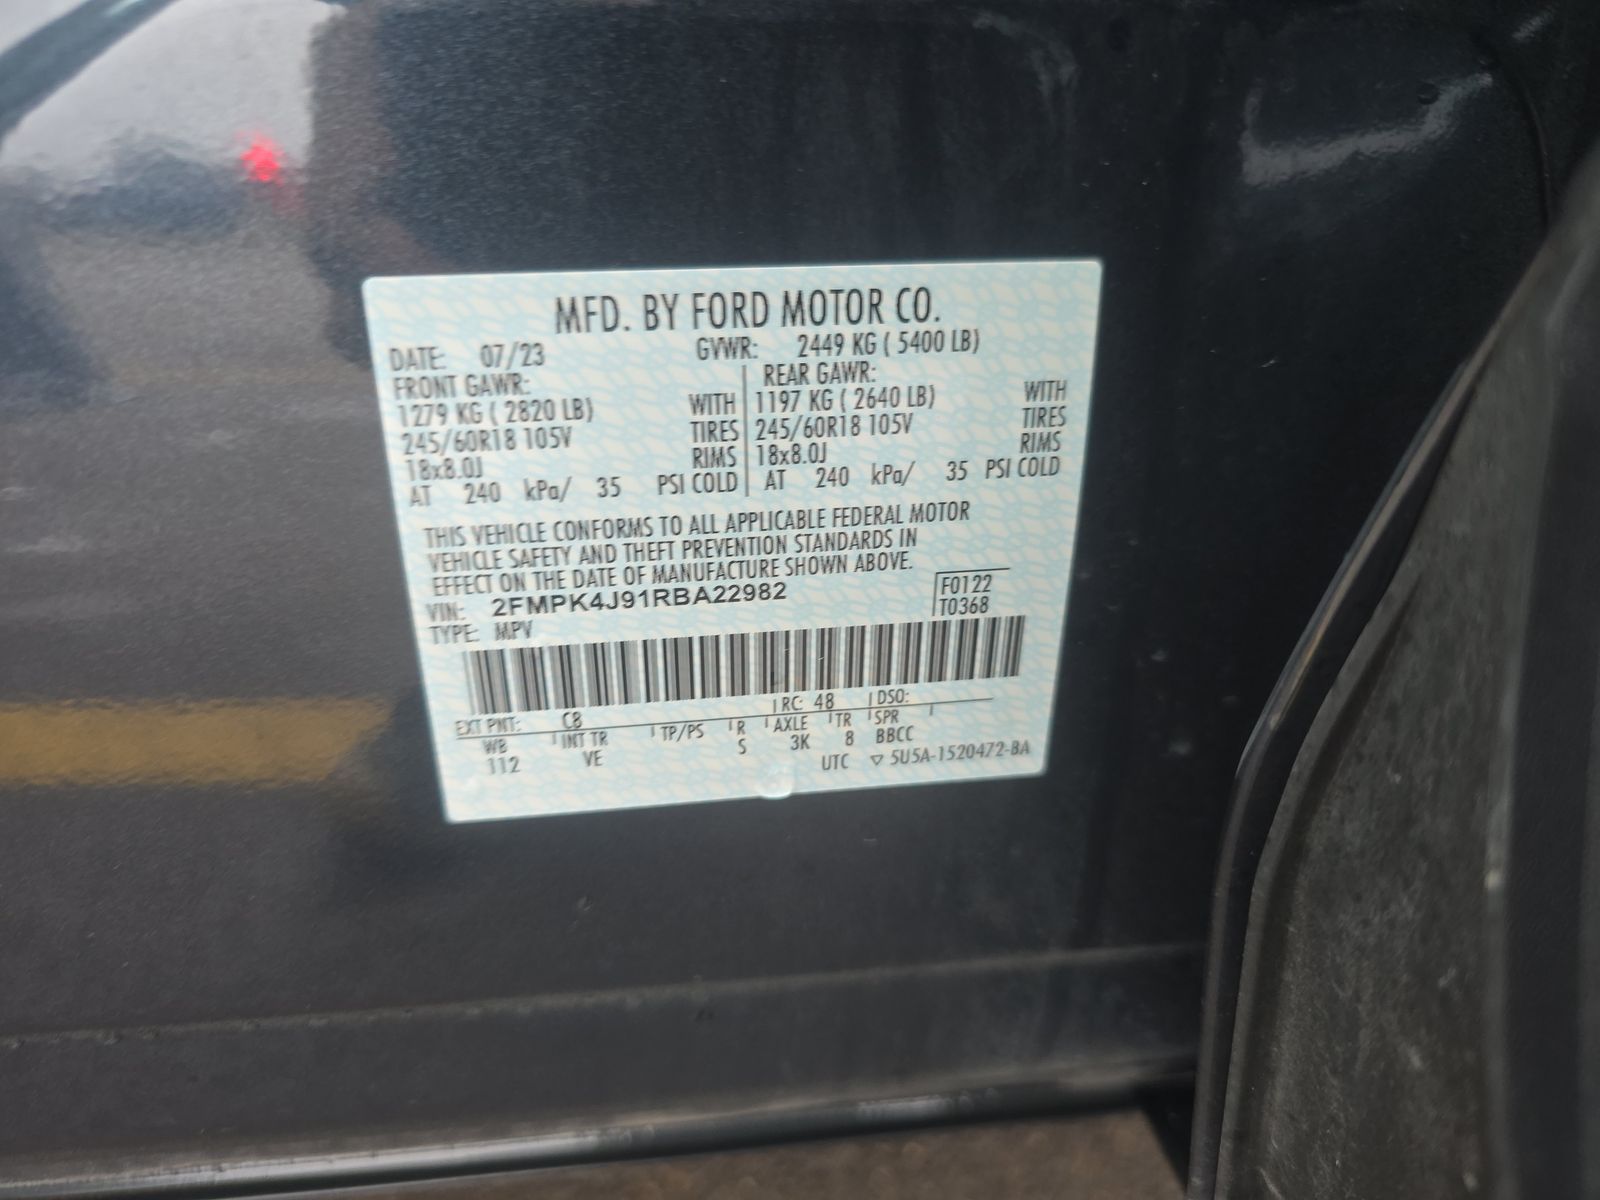 MFD. BY FORD MOTOR CO.
DATE: 07/23 GVWR: 2449 KG ( 5400 LB)
FRONT GAWR: REAR GAWR:
1279 KG ( 2820 LB) WITH 1197 KG ( 2640 LB) WITH
245/60R18 105V TIRES 245/60R18 105V TIRES
18x8.0J RIMS 18x8.0J RIMS
AT 240 kPa/ 35 PSI COLD AT 240 kPa/ 35 PSI COLD
THIS VEHICLE CONFORMS TO ALL APPLICABLE FEDERAL MOTOR
VEHICLE SAFETY AND THEFT PREVENTION STANDARDS IN
EFFECT ON THE DATE OF MANUFACTURE SHOWN ABOVE.
VIN: 2FMPK4J91RBA22982 F0122
TYPE: MPV T0368
EXT PNT: C8 RC: 48 DSO:
WB INT TR TP/PS R AXLE TR SPR
112 VE S 3K 8 BBCC
UTC ▽ 5U5A-1520472-BA